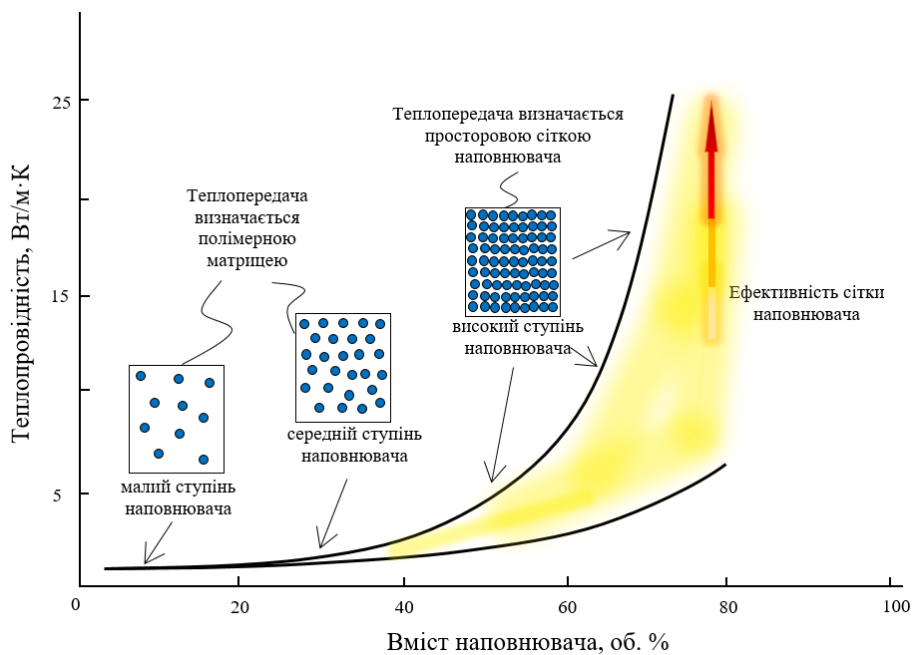 25
15
5
Теплопровідність, Вт/м·К
Теплопередача
визначається
полімерною
матрицею
Теплопередача визначається
просторовою сіткою
наповнювача
малий ступінь
наповнювача
середній ступінь
наповнювача
високий ступінь
наповнювача
Ефективність сітки
наповнювача
0
20
40
60
80
100
Вміст наповнювача, об. %